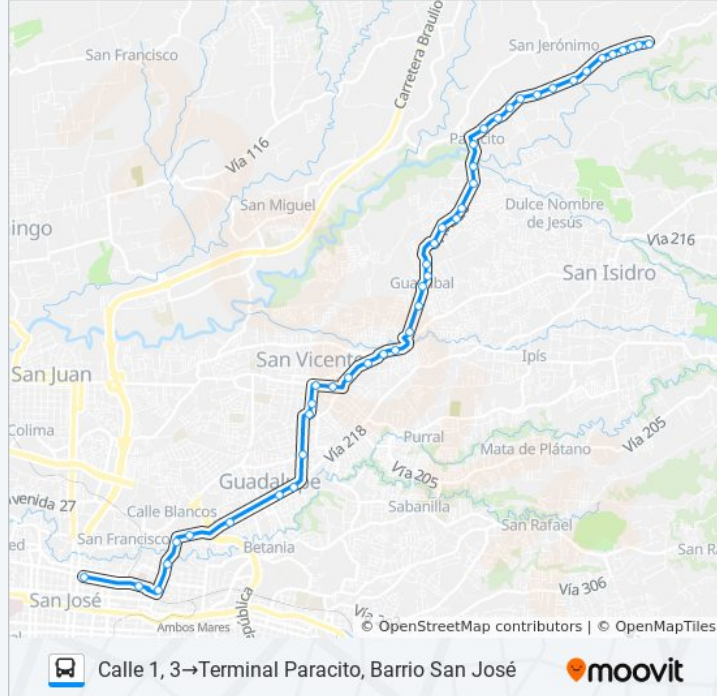 San Francisco
San Jerónimo
Carretera Braulio
Vía 116
Paracito
San Miguel
Dulce Nombre
de Jesús
ingo
Vía 216
San Isidro
San Vicente
Ipís
San Juan
Colima
Vía 218
Purral
Vía 205
Mata de Plátano
Vía 205
Guadalupe
Avenida 27
Calle Blancos
Sabanilla
San Francisco
San Rafael
San Ra
Betania
San José
Vía 306
Ambos Mares
© OpenStreetMap contributors | © OpenMapTiles
Calle 1, 3→Terminal Paracito, Barrio San José
moovit